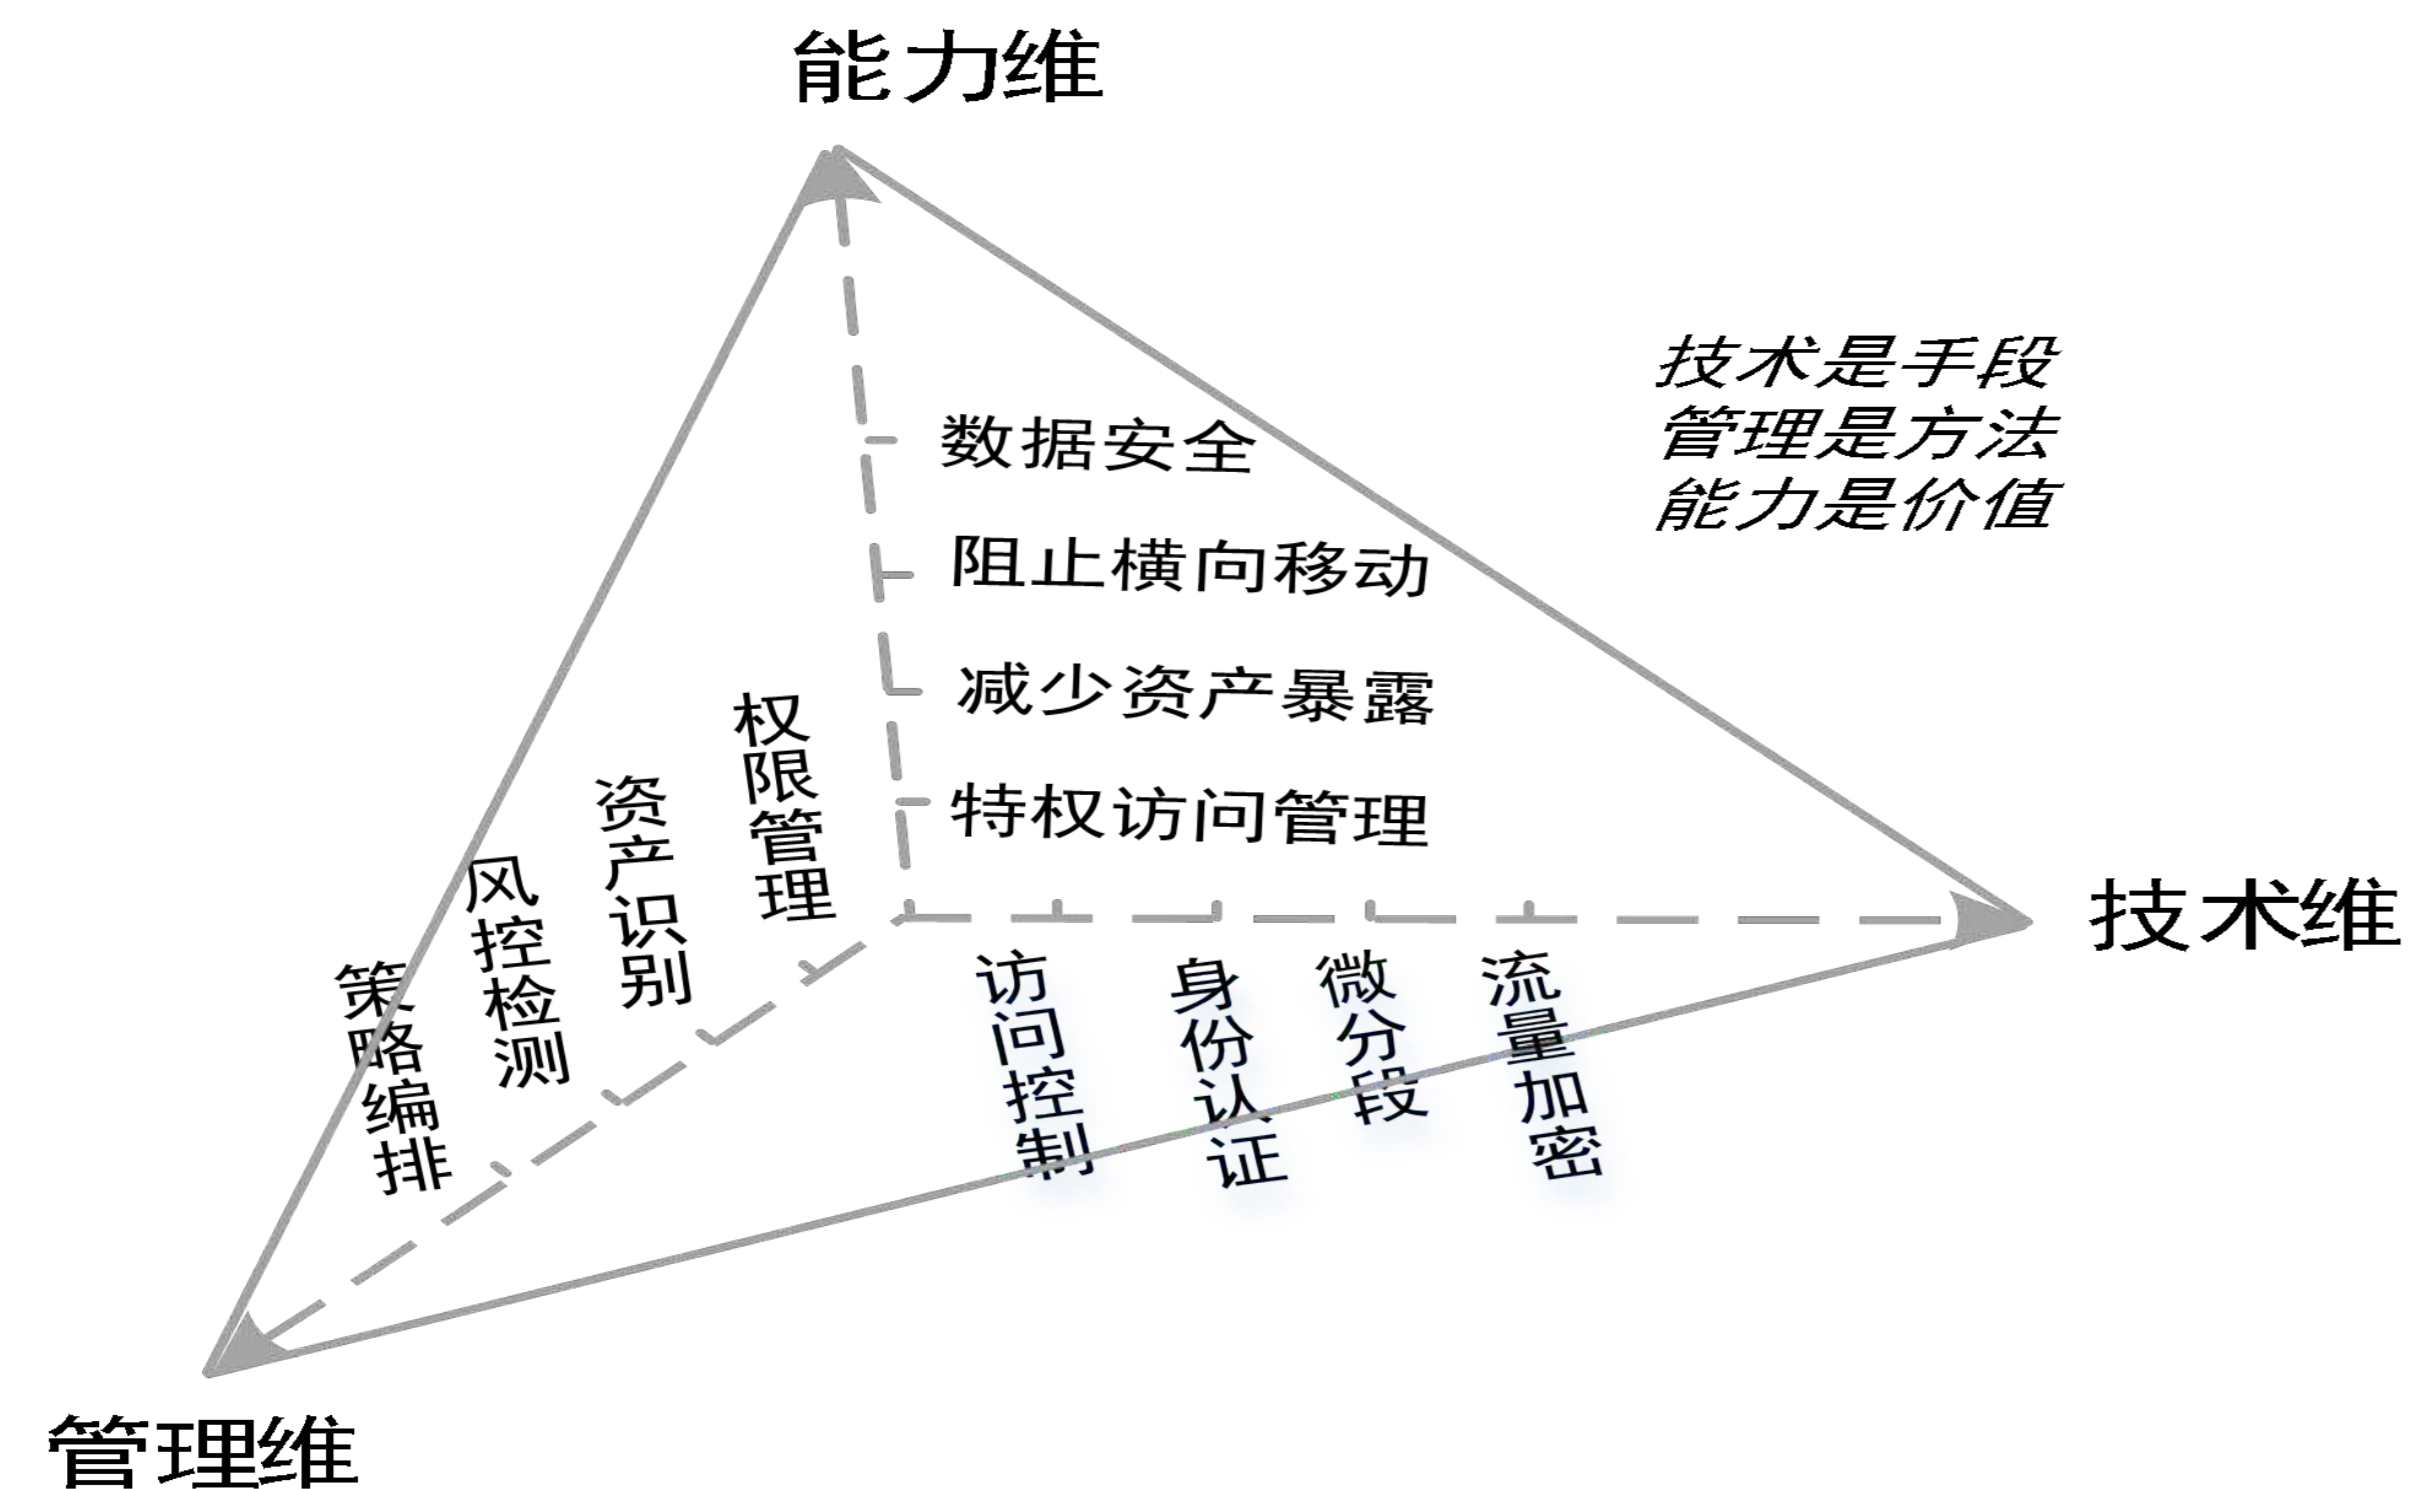 能力维
技术是手段
管理是方法
能力是价值
数据安全
阻止横向移动
减少资产暴露
特权访问管理
权限管理
资产识别
风控检测
策略编排
技术维
访问控制
身份认证
微分段
流量加密
管理维